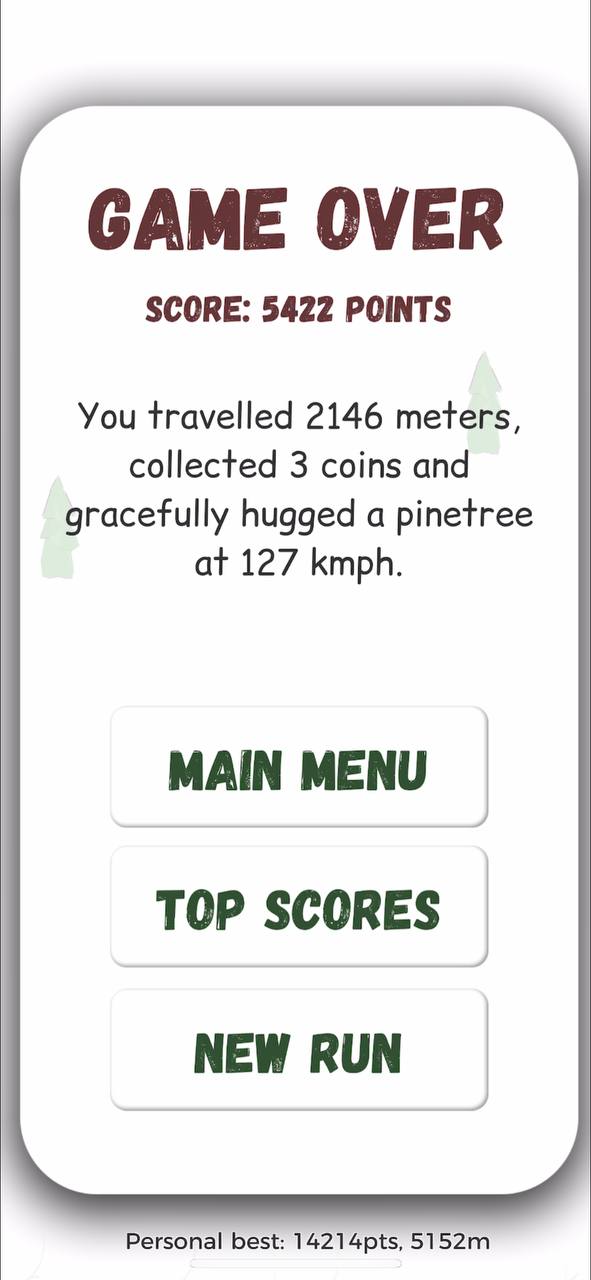 GAME OVER
SCORE: 5422 POINTS
You travelled 2146 meters,
collected 3 coins and
gracefully hugged a pinetree
at 127 kmph.
MAIN MENU
TOP SCORES
NEW RUN
Personal best: 14214pts, 5152m